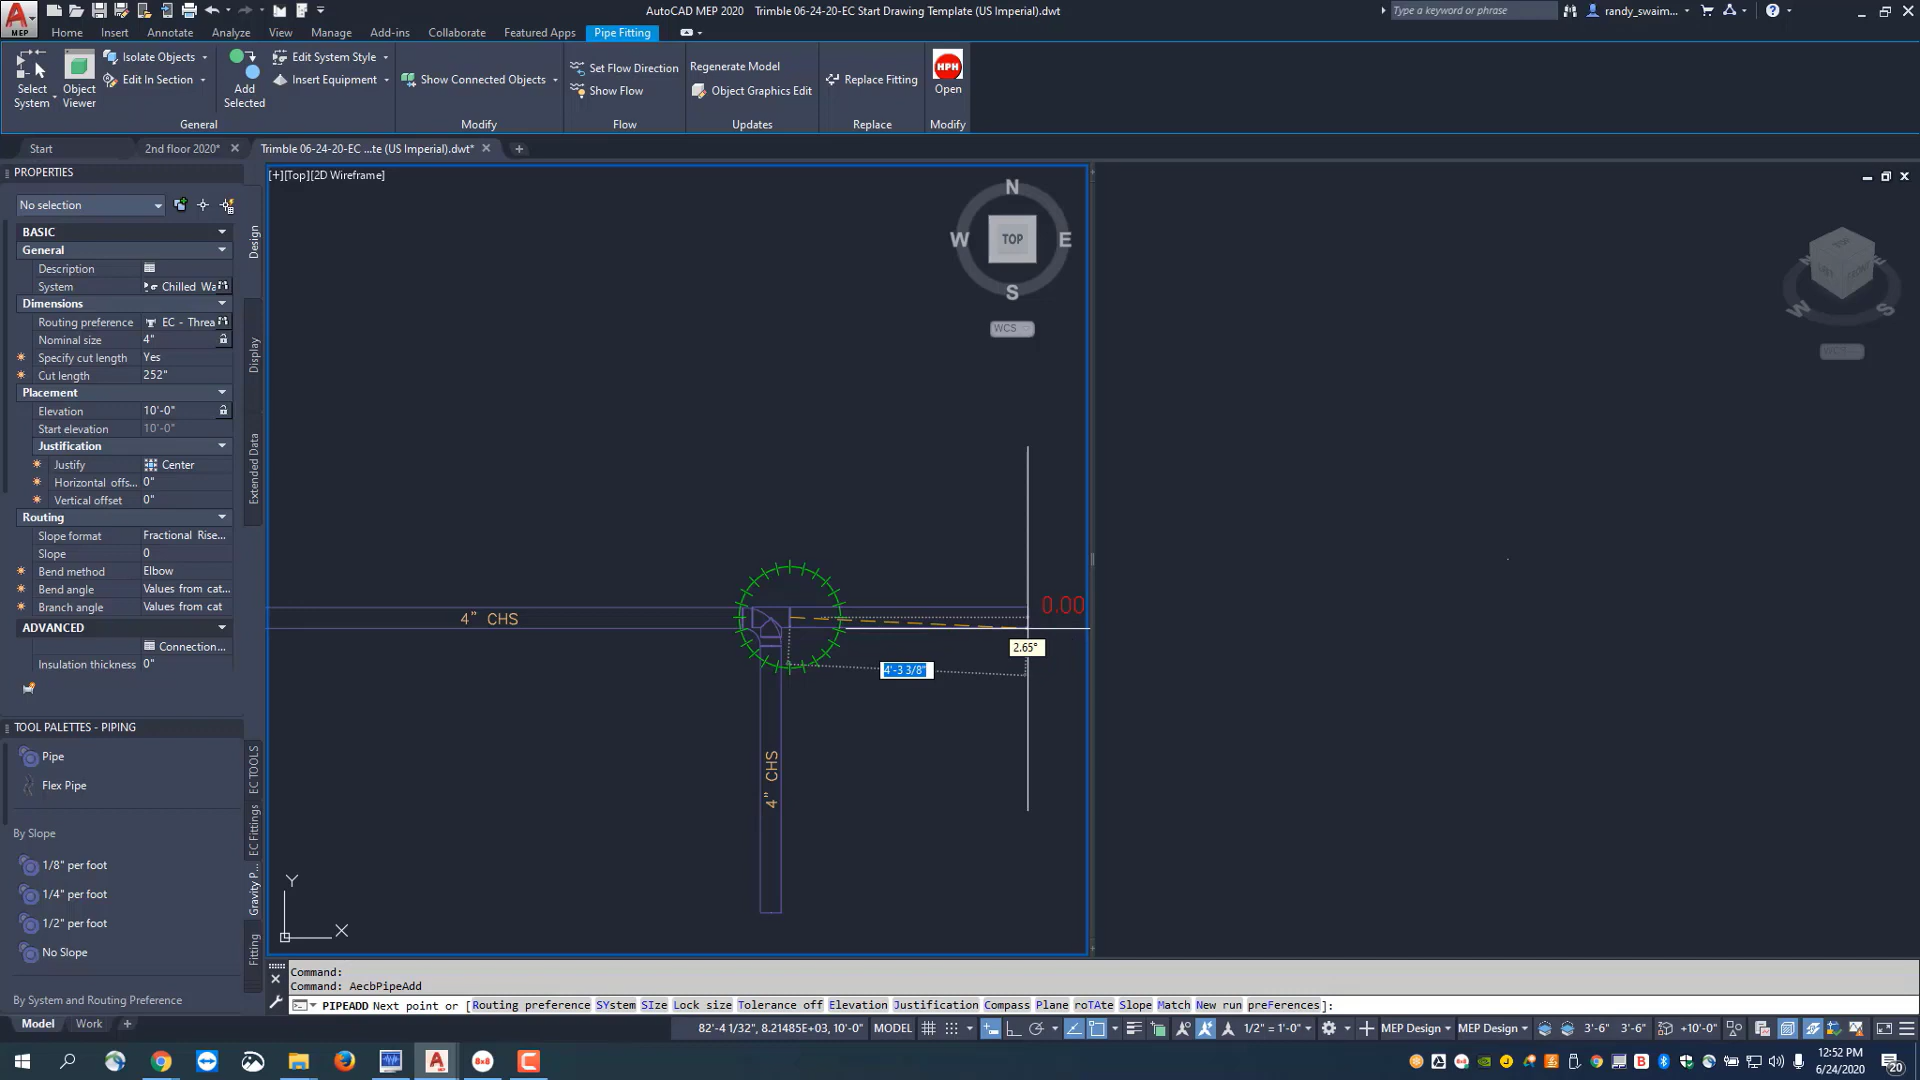 AutoCAD MEP 2020 Trimble 06-24-20-EC Start Drawing Template (US Imperial).dwt
Type a keyword or phrase
randy_swaim...
MEP
Home Insert Annotate Analyze View Manage Add-ins Collaborate Featured Apps Pipe Fitting
Select System
Object Viewer
Isolate Objects
Edit In Section
Add Selected
Edit System Style
Insert Equipment
General
Show Connected Objects
Modify
Set Flow Direction
Show Flow
Flow
Regenerate Model
Object Graphics Edit
Updates
Replace Fitting
Replace
HPH
Open
Modify
Start 2nd floor 2020* Trimble 06-24-20-EC ...te (US Imperial).dwt*
PROPERTIES
No selection
BASIC
General
Description
System Chilled Wa
Dimensions
Routing preference EC - Threa
Nominal size 4"
Specify cut length Yes
Cut length 252"
Placement
Elevation 10'-0"
Start elevation 10'-0"
Justification
Justify Center
Horizontal offs... 0"
Vertical offset 0"
Routing
Slope format Fractional Rise...
Slope 0
Bend method Elbow
Bend angle Values from cat...
Branch angle Values from cat
ADVANCED
Connection...
Insulation thickness 0"
Design
Display
Extended Data
TOOL PALETTES - PIPING
Pipe
Flex Pipe
By Slope
1/8" per foot
1/4" per foot
1/2" per foot
No Slope
By System and Routing Preference
EC TOOLS
EC Fittings
Gravity P...
Fitting
[+][Top][2D Wireframe]
N
W TOP E
S
WCS
4" CHS
4" CHS
0.00
2.65°
4'-3 3/8"
Y
X
Command:
Command: AecbPipeAdd
PIPEADD Next point or [Routing preference SYstem SIze Lock size Tolerance off Elevation Justification Compass Plane roTAte Slope Match New run preFerences]:
Model Work
82'-4 1/32", 8.21485E+03, 10'-0" MODEL 1/2" = 1'-0" MEP Design MEP Design 3'-6" 3'-6" +10'-0"
12:52 PM
6/24/2020
20